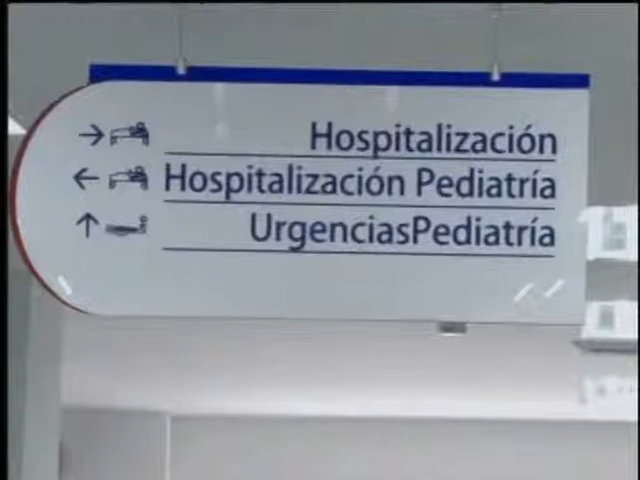 Hospitalización
Hospitalización Pediatría
UrgenciasPediatría